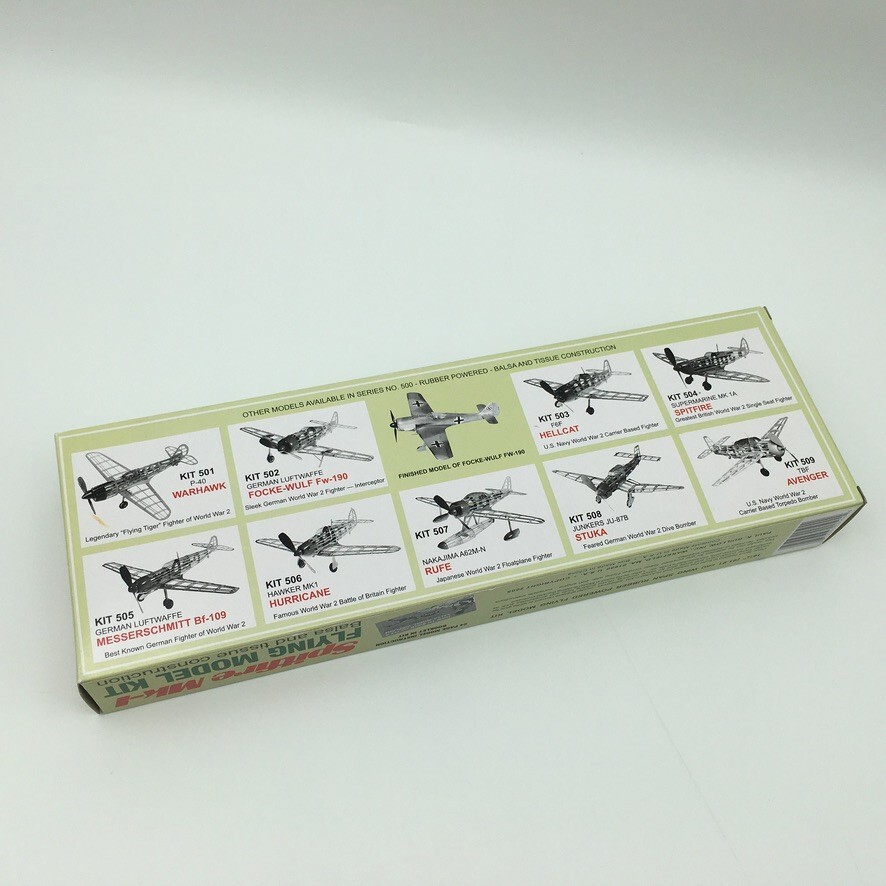 OTHER MODELS AVAILABLE IN SERIES NO. 500 - RUBBER POWERED - BALSA AND TISSUE CONSTRUCTION
KIT 501
P-40
WARHAWK
Legendary "Flying Tiger" Fighter of World War 2
KIT 502
GERMAN LUFTWAFFE
FOCKE-WULF Fw-190
Sleek German World War 2 Fighter — Interceptor
FINISHED MODEL OF FOCKE-WULF FW-190
KIT 503
F6F
HELLCAT
U.S. Navy World War 2 Carrier Based Fighter
KIT 504
SUPERMARINE MK 1A
SPITFIRE
Greatest British World War 2 Single Seat Fighter
KIT 505
GERMAN LUFTWAFFE
MESSERSCHMITT Bf-109
Best Known German Fighter of World War 2
KIT 506
HAWKER MK1
HURRICANE
Famous World War 2 Battle of Britain Fighter
KIT 507
NAKAJIMA A62M-N
RUFE
Japanese World War 2 Floatplane Fighter
KIT 508
JUNKERS JU-87B
STUKA
Feared German World War 2 Dive Bomber
KIT 509
TBF
AVENGER
U.S. Navy World War 2
Carrier Based Torpedo Bomber
Spitfire Mk-1
FLYING MODEL KIT
Balsa and tissue construction